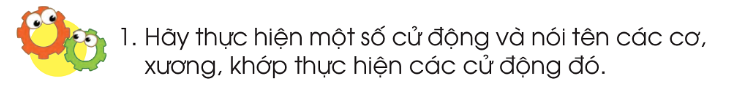 1. Hãy thực hiện một số cử động và nói tên các cơ,
xương, khớp thực hiện các cử động đó.